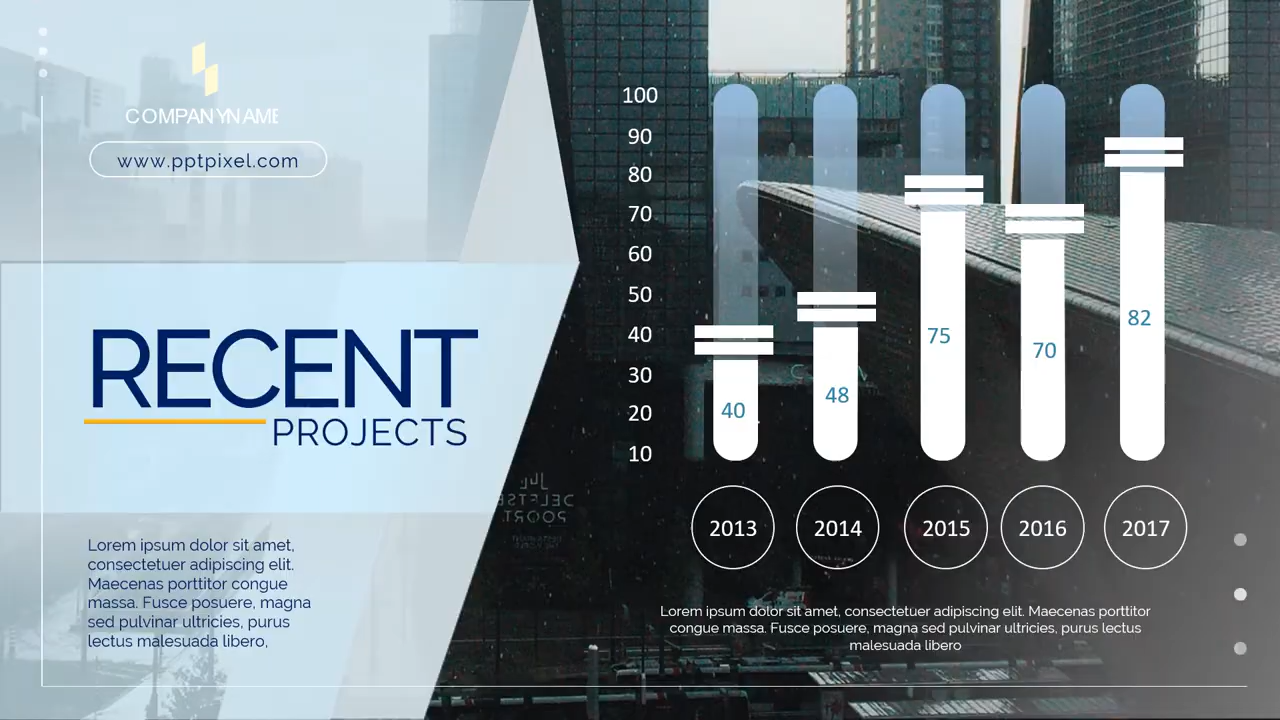 COMPANYNAME
www.pptpixel.com
RECENT
PROJECTS
Lorem ipsum dolor sit amet,
consectetuer adipiscing elit.
Maecenas porttitor congue
massa. Fusce posuere, magna
sed pulvinar ultricies, purus
lectus malesuada libero,
100
90
80
70
60
50
40
30
20
10
40
48
75
70
82
2013
2014
2015
2016
2017
Lorem ipsum dolor sit amet, consectetuer adipiscing elit. Maecenas porttitor
congue massa. Fusce posuere, magna sed pulvinar ultricies, purus lectus
malesuada libero